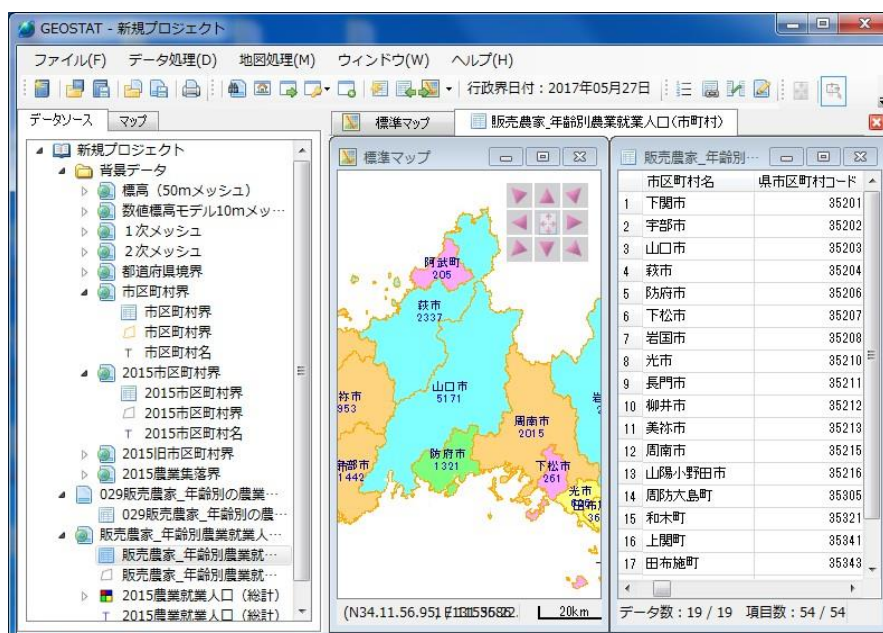 GEOSTAT - 新規プロジェクト
ファイル(F) データ処理(D) 地図処理(M) ウィンドウ(W) ヘルプ(H)
行政界日付：2017年05月27日
データソース マップ
標準マップ 販売農家_年齢別農業就業人口(市町村)
新規プロジェクト
背景データ
標高（50mメッシュ）
数値標高モデル10mメッ…
１次メッシュ
２次メッシュ
都道府県境界
市区町村界
市区町村界
市区町村界
T 市区町村名
2015市区町村界
2015市区町村界
2015市区町村界
T 2015市区町村名
2015旧市区町村界
2015農業集落界
029販売農家_年齢別の農業…
029販売農家_年齢別の農…
販売農家_年齢別農業就業人…
販売農家_年齢別農業就…
販売農家_年齢別農業就…
2015農業就業人口（総計）
T 2015農業就業人口（総計）
標準マップ
阿武町
205
萩市
2337
山口市
5171
祢市
953
周南市
2015
防府市
1321
下松市
261
部市
1442
光市
20km
販売農家_年齢別…
市区町村名 県市区町村コード
1 下関市 35201
2 宇部市 35202
3 山口市 35203
4 萩市 35204
5 防府市 35206
6 下松市 35207
7 岩国市 35208
8 光市 35210
9 長門市 35211
10 柳井市 35212
11 美祢市 35213
12 周南市 35215
13 山陽小野田市 35216
14 周防大島町 35305
15 和木町 35321
16 上関町 35341
17 田布施町 35343
データ数：19 / 19 項目数：54 / 54